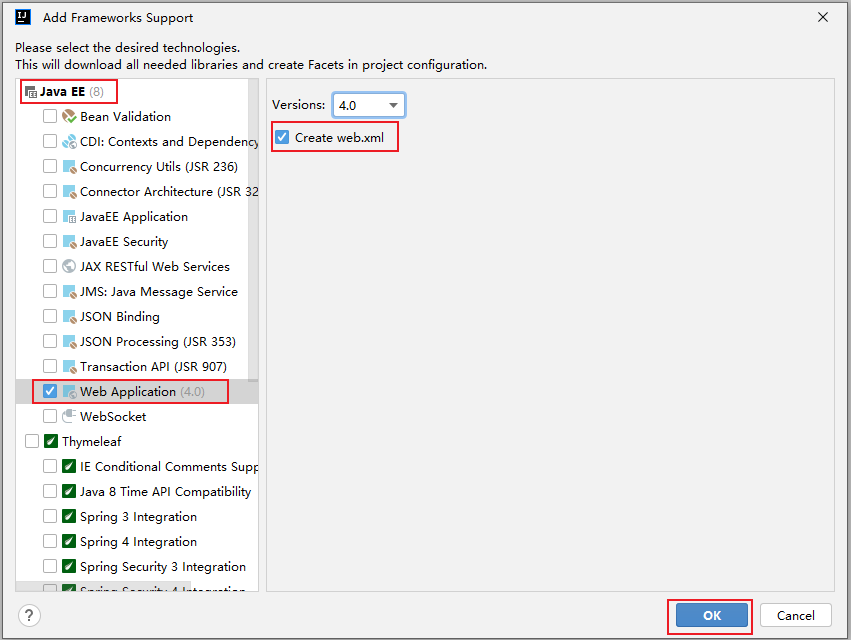 Add Frameworks Support
Please select the desired technologies.
This will download all needed libraries and create Facets in project configuration.
Java EE (8)
Bean Validation
CDI: Contexts and Dependency
Concurrency Utils (JSR 236)
Connector Architecture (JSR 32
JavaEE Application
JavaEE Security
JAX RESTful Web Services
JMS: Java Message Service
JSON Binding
JSON Processing (JSR 353)
Transaction API (JSR 907)
Web Application (4.0)
WebSocket
Thymeleaf
IE Conditional Comments Supp
Java 8 Time API Compatibility
Spring 3 Integration
Spring 4 Integration
Spring Security 3 Integration
Spring Security 4 Integration
Versions: 4.0
Create web.xml
?
OK
Cancel